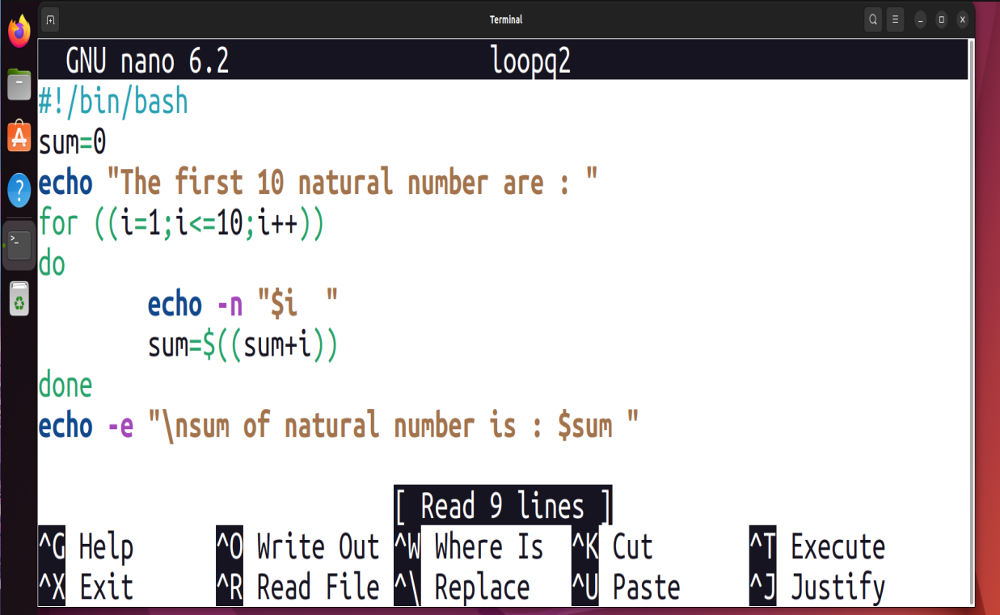 Terminal
GNU nano 6.2 loopq2
#!/bin/bash
sum=0
echo "The first 10 natural number are : "
for ((i=1;i<=10;i++))
do
        echo -n "$i  "
        sum=$((sum+i))
done
echo -e "\nsum of natural number is : $sum "
[ Read 9 lines ]
^G Help ^O Write Out ^W Where Is ^K Cut ^T Execute
^X Exit ^R Read File ^\ Replace ^U Paste ^J Justify